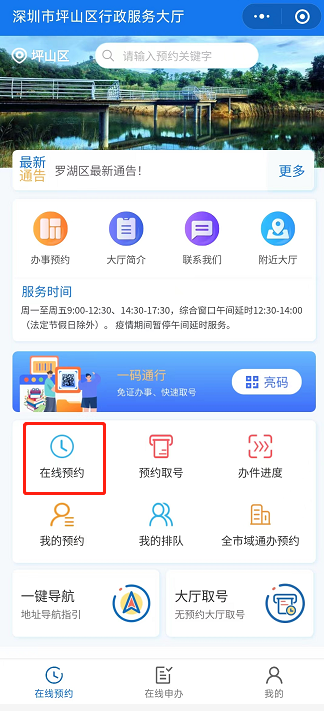 深圳市坪山区行政服务大厅
坪山区
请输入预约关键字
最新
通告
罗湖区最新通告!
更多
办事预约
大厅简介
联系我们
附近大厅
服务时间
周一至周五9:00-12:30、14:30-17:30，综合窗口午间延时12:30-14:00
（法定节假日除外）。疫情期间暂停午间延时服务。
一码通行
免证办事、快速取号
亮码
在线预约
预约取号
办件进度
我的预约
我的排队
全市域通办预约
一键导航
地址导航指引
大厅取号
无预约大厅取号
在线预约
在线申办
我的